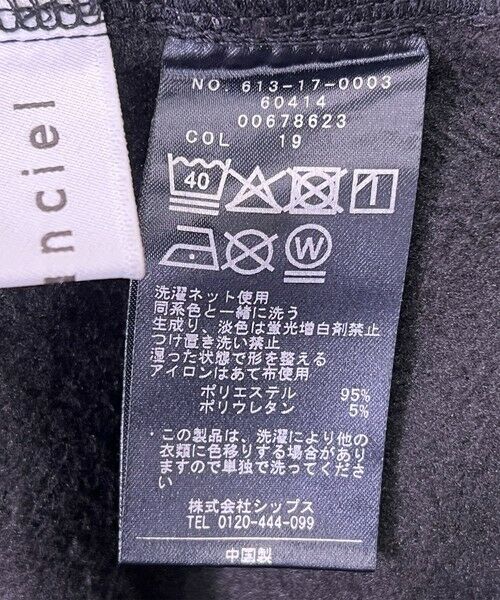 NO. 613-17-0003
60414
00678623
COL 19
40
W
洗濯ネット使用
同系色と一緒に洗う
生成り、淡色は蛍光増白剤禁止
つけ置き洗い禁止
湿った状態で形を整える
アイロンはあて布使用
ポリエステル 95%
ポリウレタン 5%
・この製品は、洗濯により他の
衣類に色移りする場合があり
ますので単独で洗ってくださ
い
株式会社シップス
TEL 0120-444-099
中国製
nciel